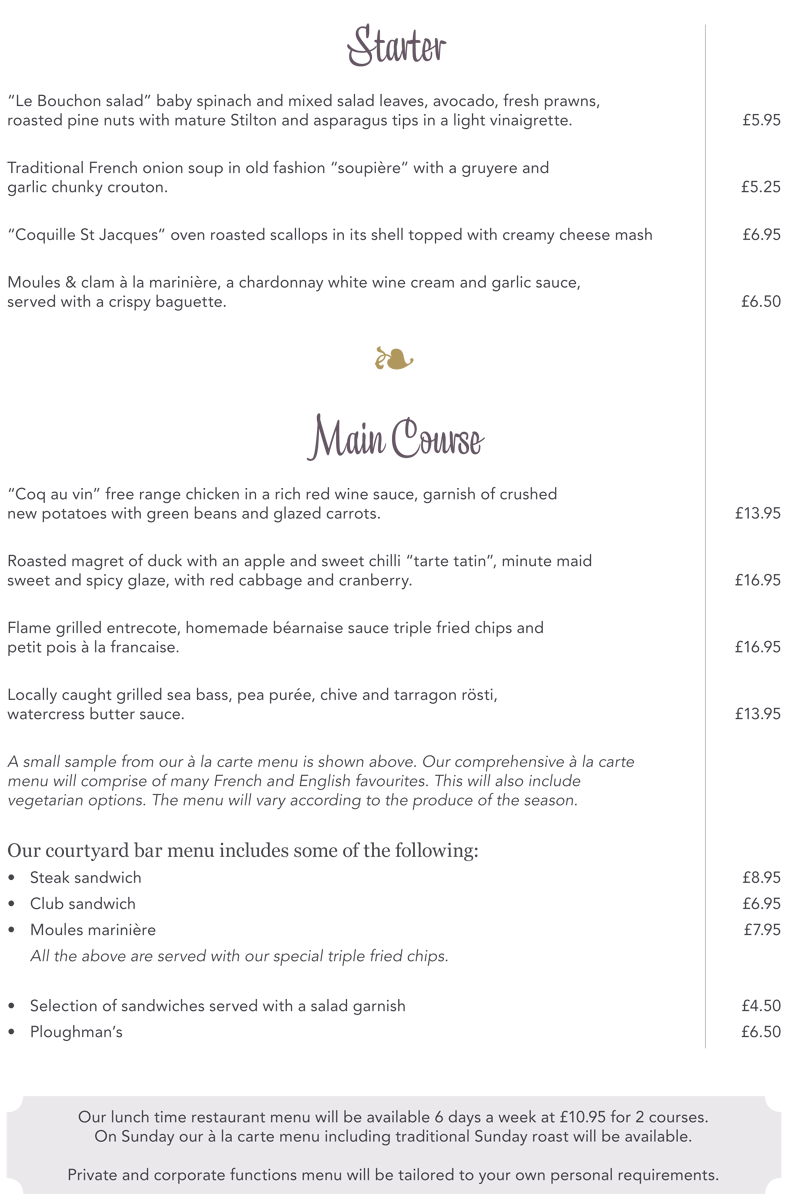 Starter
“Le Bouchon salad” baby spinach and mixed salad leaves, avocado, fresh prawns,
roasted pine nuts with mature Stilton and asparagus tips in a light vinaigrette. £5.95
Traditional French onion soup in old fashion “soupière” with a gruyere and
garlic chunky crouton. £5.25
“Coquille St Jacques” oven roasted scallops in its shell topped with creamy cheese mash £6.95
Moules & clam à la marinière, a chardonnay white wine cream and garlic sauce,
served with a crispy baguette. £6.50
Main Course
“Coq au vin” free range chicken in a rich red wine sauce, garnish of crushed
new potatoes with green beans and glazed carrots. £13.95
Roasted magret of duck with an apple and sweet chilli “tarte tatin”, minute maid
sweet and spicy glaze, with red cabbage and cranberry. £16.95
Flame grilled entrecote, homemade béarnaise sauce triple fried chips and
petit pois à la francaise. £16.95
Locally caught grilled sea bass, pea purée, chive and tarragon rösti,
watercress butter sauce. £13.95
A small sample from our à la carte menu is shown above. Our comprehensive à la carte
menu will comprise of many French and English favourites. This will also include
vegetarian options. The menu will vary according to the produce of the season.
Our courtyard bar menu includes some of the following:
• Steak sandwich £8.95
• Club sandwich £6.95
• Moules marinière £7.95
All the above are served with our special triple fried chips.
• Selection of sandwiches served with a salad garnish £4.50
• Ploughman’s £6.50
Our lunch time restaurant menu will be available 6 days a week at £10.95 for 2 courses.
On Sunday our à la carte menu including traditional Sunday roast will be available.
Private and corporate functions menu will be tailored to your own personal requirements.